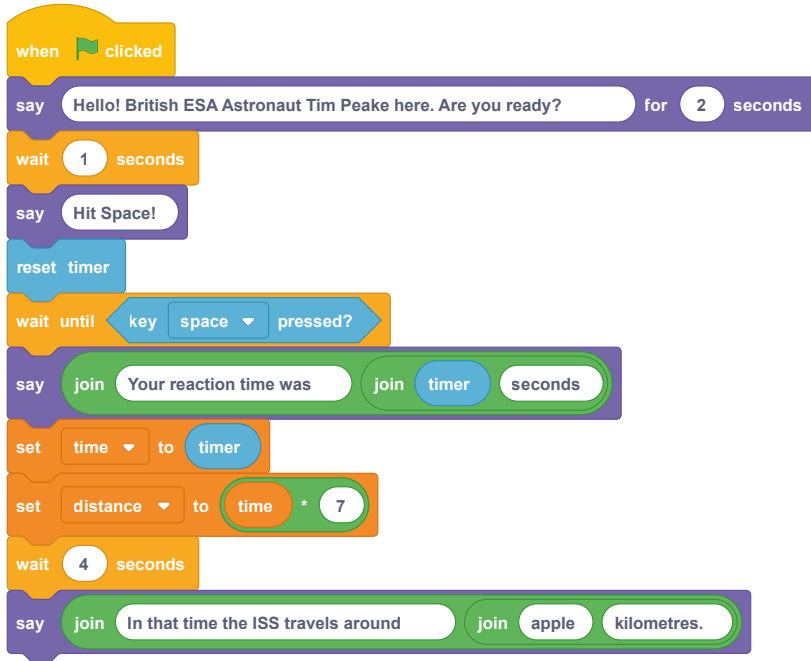 when clicked
say Hello! British ESA Astronaut Tim Peake here. Are you ready? for 2 seconds
wait 1 seconds
say Hit Space!
reset timer
wait until key space pressed?
say join Your reaction time was join timer seconds
set time to timer
set distance to time * 7
wait 4 seconds
say join In that time the ISS travels around join apple kilometres.